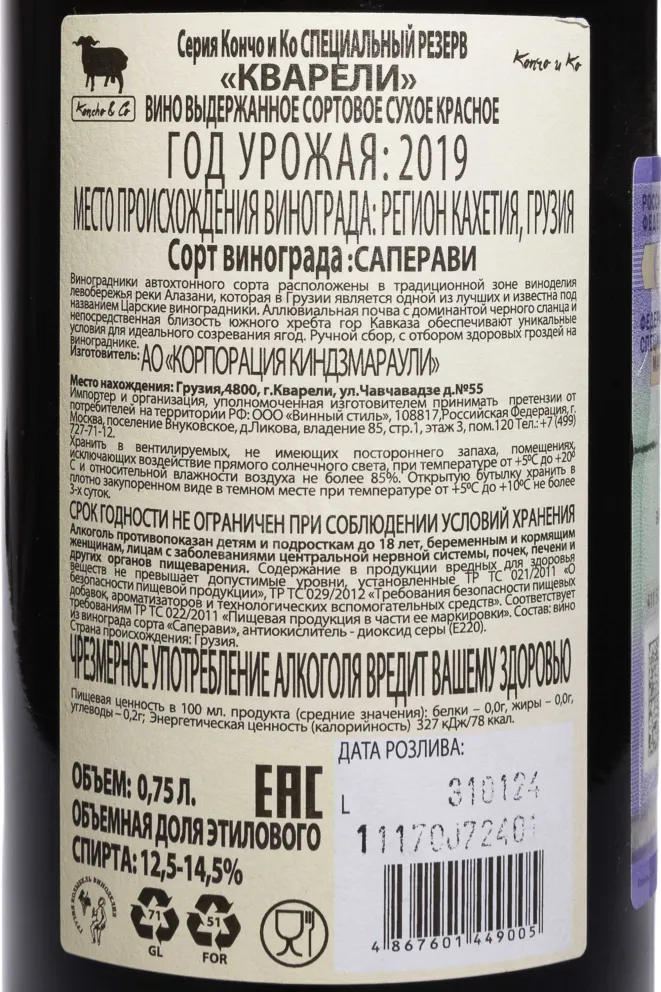 Серия Кончо и Ко СПЕЦИАЛЬНЫЙ РЕЗЕРВ
«КВАРЕЛИ»
Кончо и Ко
Koncho & Co
ВИНО ВЫДЕРЖАННОЕ СОРТОВОЕ СУХОЕ КРАСНОЕ
ГОД УРОЖАЯ: 2019
МЕСТО ПРОИСХОЖДЕНИЯ ВИНОГРАДА: РЕГИОН КАХЕТИЯ, ГРУЗИЯ
Сорт винограда :САПЕРАВИ
Виноградники автохтонного сорта расположены в традиционной зоне виноделия
левобережья реки Алазани, которая в Грузии является одной из лучших и известна под
названием Царские виноградники. Аллювиальная почва с доминантой черного сланца и
непосредственная близость южного хребта гор Кавказа обеспечивают уникальные
условия для идеального созревания ягод. Ручной сбор, с отбором здоровых гроздей на
винограднике.
Изготовитель: АО «КОРПОРАЦИЯ КИНДЗМАРАУЛИ»
Место нахождения: Грузия,4800, г.Кварели, ул.Чавчавадзе д.№55
Импортер и организация, уполномоченная изготовителем принимать претензии от
потребителей на территории РФ: ООО «Винный стиль», 108817,Российская Федерация, г.
Москва, поселение Внуковское, д.Ликова, владение 85, стр.1, этаж 3, пом.120 Тел.:+7 (499)
727-71-12.
Хранить в вентилируемых, не имеющих постороннего запаха, помещениях,
исключающих воздействие прямого солнечного света, при температуре от +5ºС до +20º
С и относительной влажности воздуха не более 85%. Открытую бутылку хранить в
плотно закупоренном виде в темном месте при температуре от +5ºС до +10ºС не более
3-х суток.
СРОК ГОДНОСТИ НЕ ОГРАНИЧЕН ПРИ СОБЛЮДЕНИИ УСЛОВИЙ ХРАНЕНИЯ
Алкоголь противопоказан детям и подросткам до 18 лет, беременным и кормящим
женщинам, лицам с заболеваниями центральной нервной системы, почек, печени и
других органов пищеварения. Содержание в продукции вредных для здоровья
веществ не превышает допустимые уровни, установленные ТР ТС 021/2011 «О
безопасности пищевой продукции», ТР ТС 029/2012 «Требования безопасности пищевых
добавок, ароматизаторов и технологических вспомогательных средств». Соответствует
требованиям ТР ТС 022/2011 "Пищевая продукция в части ее маркировки». Состав: вино
из винограда сорта «Саперави», антиокислитель - диоксид серы (Е220).
Страна происхождения: Грузия.
ЧРЕЗМЕРНОЕ УПОТРЕБЛЕНИЕ АЛКОГОЛЯ ВРЕДИТ ВАШЕМУ ЗДОРОВЬЮ
Пищевая ценность в 100 мл. продукта (средние значения): белки – 0,0г, жиры – 0,0г,
углеводы – 0,2г; Энергетическая ценность (калорийность) 327 кДж/78 ккал.
ДАТА РОЗЛИВА:
L 310124
ОБЪЕМ: 0,75 Л.
ОБЪЕМНАЯ ДОЛЯ ЭТИЛОВОГО
СПИРТА: 12,5-14,5%
EAC
71
GL
51
FOR
4 867601 449005